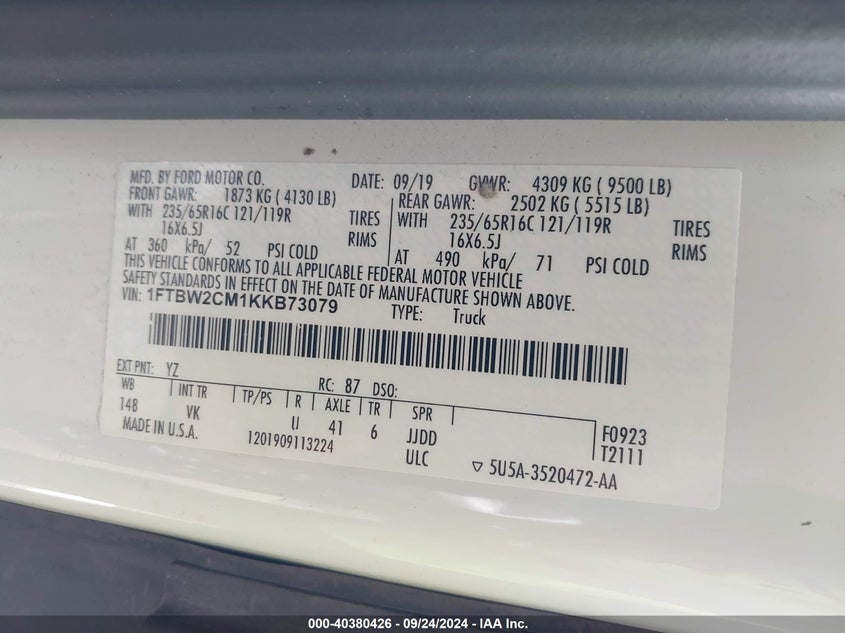 MFD. BY FORD MOTOR CO. DATE: 09/19 GVWR: 4309 KG ( 9500 LB)
FRONT GAWR: 1873 KG ( 4130 LB) REAR GAWR: 2502 KG ( 5515 LB)
WITH 235/65R16C 121/119R TIRES WITH 235/65R16C 121/119R TIRES
16X6.5J RIMS 16X6.5J RIMS
AT 360 kPa/ 52 PSI COLD AT 490 kPa/ 71 PSI COLD
THIS VEHICLE CONFORMS TO ALL APPLICABLE FEDERAL MOTOR VEHICLE
SAFETY STANDARDS IN EFFECT ON THE DATE OF MANUFACTURE SHOWN ABOVE.
VIN: 1FTBW2CM1KKB73079 TYPE: Truck
EXT PNT: YZ RC: 87 DSO:
WB INT TR TP/PS R AXLE TR SPR
148 VK U 41 6 JJDD F0923
MADE IN U.S.A. 1201909113224 ULC T2111
▽ 5U5A-3520472-AA
000-40380426 - 09/24/2024 - IAA Inc.